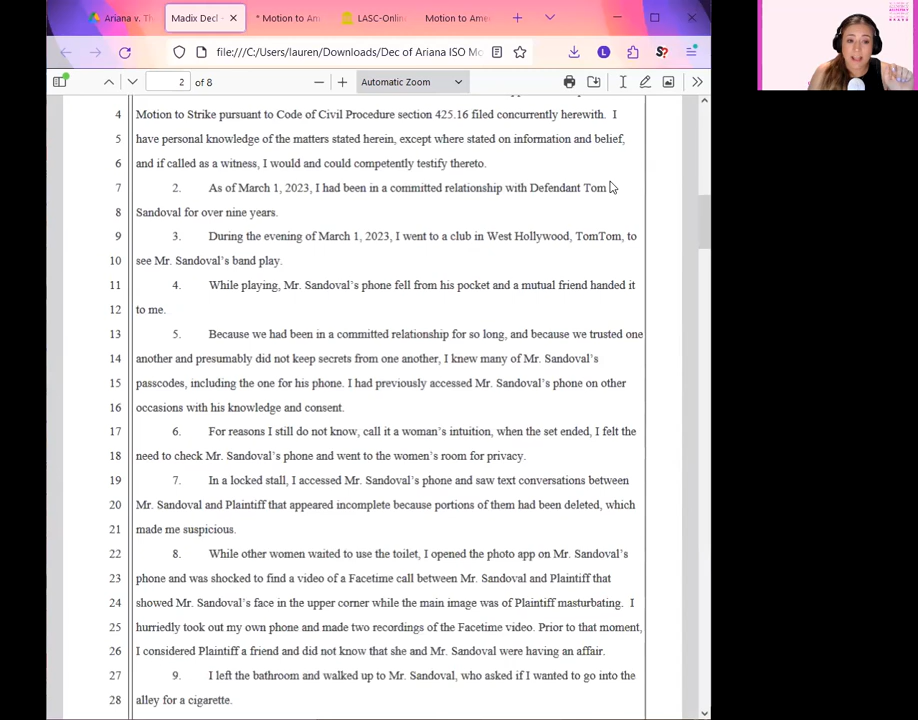 Ariana v. Th
Madix Decl -
* Motion to Am
LASC-Online
Motion to Amer
file:///C:/Users/lauren/Downloads/Dec of Ariana ISO Mo
L
S?
2 of 8
Automatic Zoom
4 Motion to Strike pursuant to Code of Civil Procedure section 425.16 filed concurrently herewith. I
5 have personal knowledge of the matters stated herein, except where stated on information and belief,
6 and if called as a witness, I would and could competently testify thereto.
7 2. As of March 1, 2023, I had been in a committed relationship with Defendant Tom
8 Sandoval for over nine years.
9 3. During the evening of March 1, 2023, I went to a club in West Hollywood, TomTom, to
10 see Mr. Sandoval's band play.
11 4. While playing, Mr. Sandoval's phone fell from his pocket and a mutual friend handed it
12 to me.
13 5. Because we had been in a committed relationship for so long, and because we trusted one
14 another and presumably did not keep secrets from one another, I knew many of Mr. Sandoval's
15 passcodes, including the one for his phone. I had previously accessed Mr. Sandoval's phone on other
16 occasions with his knowledge and consent.
17 6. For reasons I still do not know, call it a woman's intuition, when the set ended, I felt the
18 need to check Mr. Sandoval's phone and went to the women's room for privacy.
19 7. In a locked stall, I accessed Mr. Sandoval's phone and saw text conversations between
20 Mr. Sandoval and Plaintiff that appeared incomplete because portions of them had been deleted, which
21 made me suspicious.
22 8. While other women waited to use the toilet, I opened the photo app on Mr. Sandoval's
23 phone and was shocked to find a video of a Facetime call between Mr. Sandoval and Plaintiff that
24 showed Mr. Sandoval's face in the upper corner while the main image was of Plaintiff masturbating. I
25 hurriedly took out my own phone and made two recordings of the Facetime video. Prior to that moment,
26 I considered Plaintiff a friend and did not know that she and Mr. Sandoval were having an affair.
27 9. I left the bathroom and walked up to Mr. Sandoval, who asked if I wanted to go into the
28 alley for a cigarette.